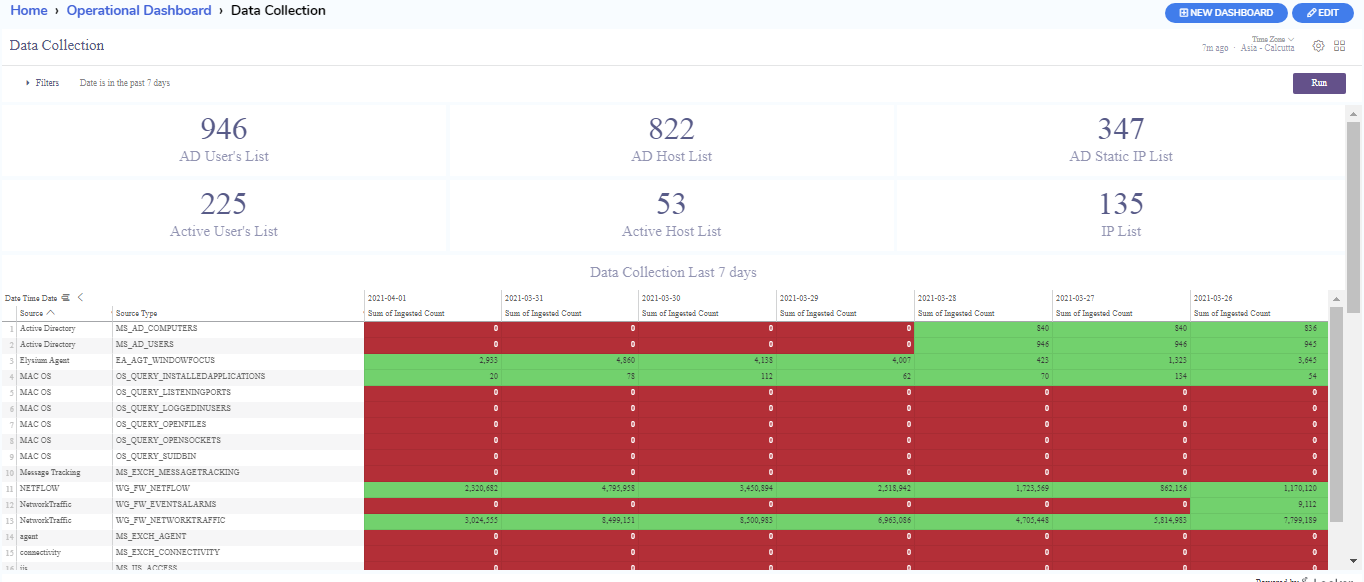 Home › Operational Dashboard › Data Collection
NEW DASHBOARD
EDIT
Data Collection
Time Zone
7m ago · Asia - Calcutta
Filters Date is in the past 7 days
Run
946 822 347
AD User's List AD Host List AD Static IP List
225 53 135
Active User's List Active Host List IP List
Data Collection Last 7 days
Date Time Date 2021-04-01 2021-03-31 2021-03-30 2021-03-29 2021-03-28 2021-03-27 2021-03-26
Source Source Type Sum of Ingested Count Sum of Ingested Count Sum of Ingested Count Sum of Ingested Count Sum of Ingested Count Sum of Ingested Count Sum of Ingested Count
1 Active Directory MS_AD_COMPUTERS 0 0 0 0 840 840 836
2 Active Directory MS_AD_USERS 0 0 0 0 946 946 945
3 Elysium Agent EA_AGT_WINDOWFOCUS 2,953 4,860 4,138 4,007 423 1,323 3,645
4 MAC OS OS_QUERY_INSTALLEDAPPLICATIONS 20 78 112 62 70 134 54
5 MAC OS OS_QUERY_LISTENINGPORTS 0 0 0 0 0 0 0
6 MAC OS OS_QUERY_LOGGEDINUSERS 0 0 0 0 0 0 0
7 MAC OS OS_QUERY_OPENFILES 0 0 0 0 0 0 0
8 MAC OS OS_QUERY_OPENSOCKETS 0 0 0 0 0 0 0
9 MAC OS OS_QUERY_SUIDBIN 0 0 0 0 0 0 0
10 Message Tracking MS_EXCH_MESSAGETRACKING 0 0 0 0 0 0 0
11 NETFLOW WG_FW_NETFLOW 2,320,682 4,795,958 3,450,894 2,518,942 1,723,569 862,156 1,170,120
12 NetworkTraffic WG_FW_EVENTSALARMS 0 0 0 0 0 0 9,112
13 NetworkTraffic WG_FW_NETWORKTRAFFIC 3,024,555 8,499,151 8,500,983 6,963,086 4,705,448 5,814,983 7,799,189
14 agent MS_EXCH_AGENT 0 0 0 0 0 0 0
15 connectivity MS_EXCH_CONNECTIVITY 0 0 0 0 0 0 0
16 iis MS_IIS_ACCESS 0 0 0 0 0 0 0
Powered by